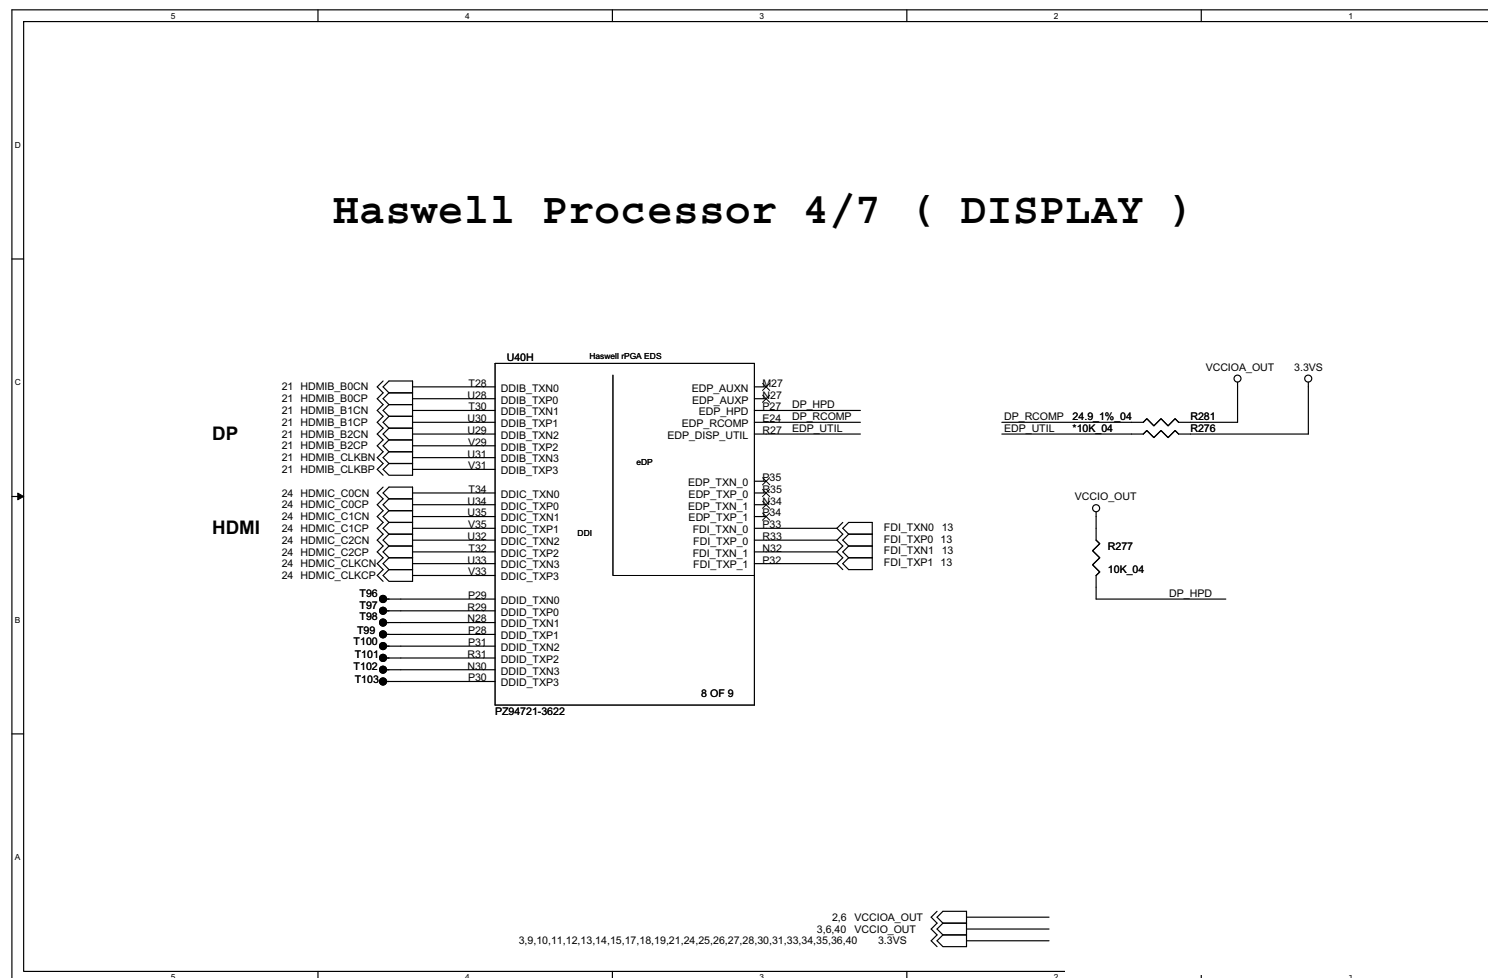 5 4 3 2 1
D
Haswell Processor 4/7 ( DISPLAY )
C
B
A
U40H Haswell rPGA EDS
DP
21 HDMIB_B0CN T28 DDIB_TXN0
21 HDMIB_B0CP U28 DDIB_TXP0
21 HDMIB_B1CN T30 DDIB_TXN1
21 HDMIB_B1CP U30 DDIB_TXP1
21 HDMIB_B2CN U29 DDIB_TXN2
21 HDMIB_B2CP V29 DDIB_TXP2
21 HDMIB_CLKBN U31 DDIB_TXN3
21 HDMIB_CLKBP V31 DDIB_TXP3
HDMI
24 HDMIC_C0CN T34 DDIC_TXN0
24 HDMIC_C0CP U34 DDIC_TXP0
24 HDMIC_C1CN U35 DDIC_TXN1
24 HDMIC_C1CP V35 DDIC_TXP1
24 HDMIC_C2CN U32 DDIC_TXN2
24 HDMIC_C2CP T32 DDIC_TXP2
24 HDMIC_CLKCN U33 DDIC_TXN3
24 HDMIC_CLKCP V33 DDIC_TXP3
T96 P29 DDID_TXN0
T97 R29 DDID_TXP0
T98 N28 DDID_TXN1
T99 P28 DDID_TXP1
T100 P31 DDID_TXN2
T101 R31 DDID_TXP2
T102 N30 DDID_TXN3
T103 P30 DDID_TXP3
DDI
eDP
EDP_AUXN M27
EDP_AUXP N27
EDP_HPD P27 DP_HPD
EDP_RCOMP E24 DP_RCOMP
EDP_DISP_UTIL R27 EDP_UTIL
EDP_TXN_0 P35
EDP_TXP_0 R35
EDP_TXN_1 N34
EDP_TXP_1 P34
FDI_TXN_0 P33 FDI_TXN0 13
FDI_TXP_0 R33 FDI_TXP0 13
FDI_TXN_1 N32 FDI_TXN1 13
FDI_TXP_1 P32 FDI_TXP1 13
8 OF 9
PZ94721-3622
VCCIOA_OUT 3.3VS
DP_RCOMP 24.9_1%_04 R281
EDP_UTIL *10K_04 R276
VCCIO_OUT
R277
10K_04
DP_HPD
2,6 VCCIOA_OUT
3,6,40 VCCIO_OUT
3,9,10,11,12,13,14,15,17,18,19,21,24,25,26,27,28,30,31,33,34,35,36,40 3.3VS
5 4 3 2 1